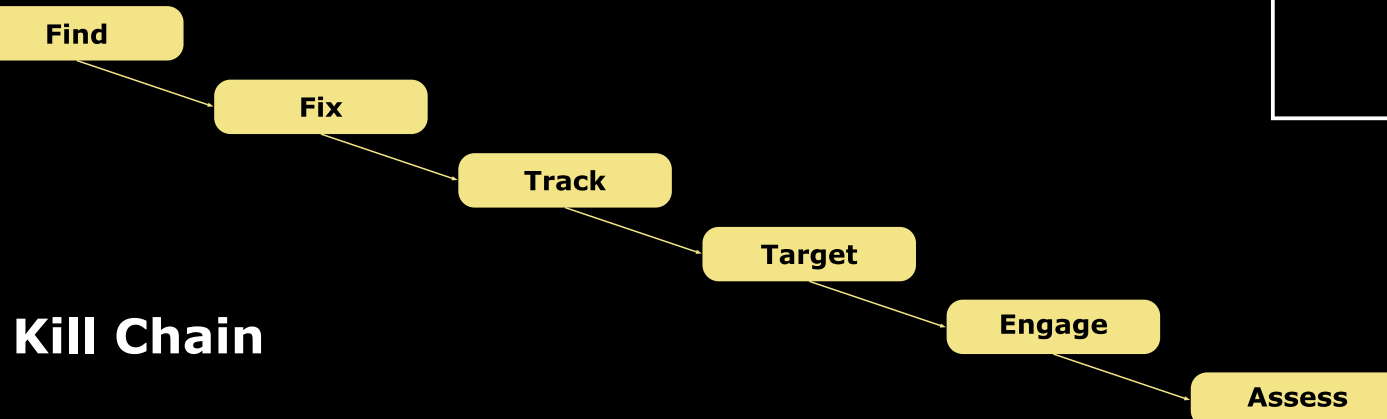 Find
Fix
Track
Target
Engage
Kill Chain
Assess